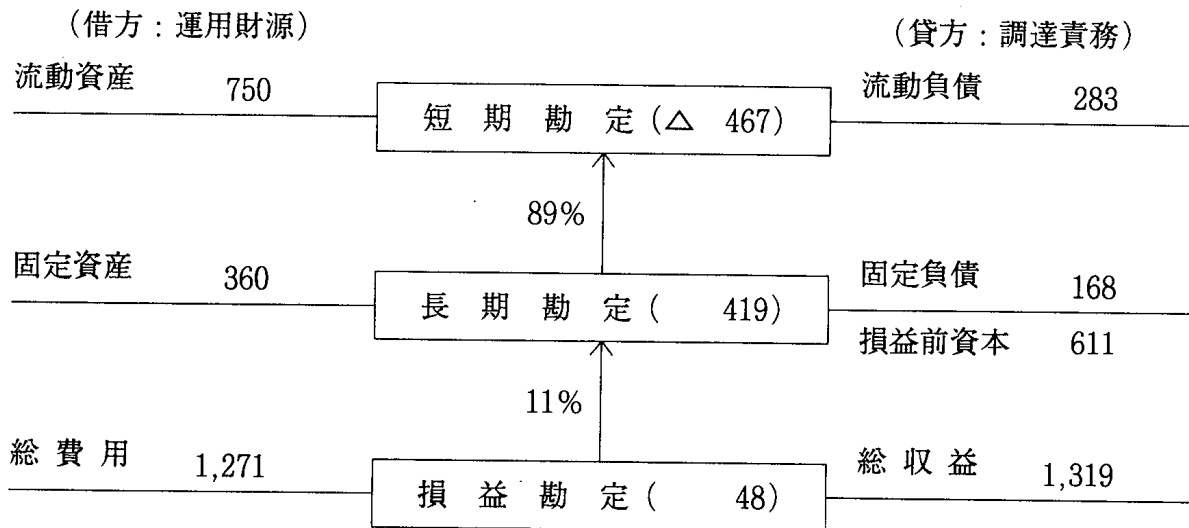 (借方：運用財源) (貸方：調達責務)
流動資産 750 短期勘定(△ 467) 流動負債 283
89%
固定資産 360 長期勘定( 419) 固定負債 168
損益前資本 611
11%
総費用 1,271 損益勘定( 48) 総収益 1,319